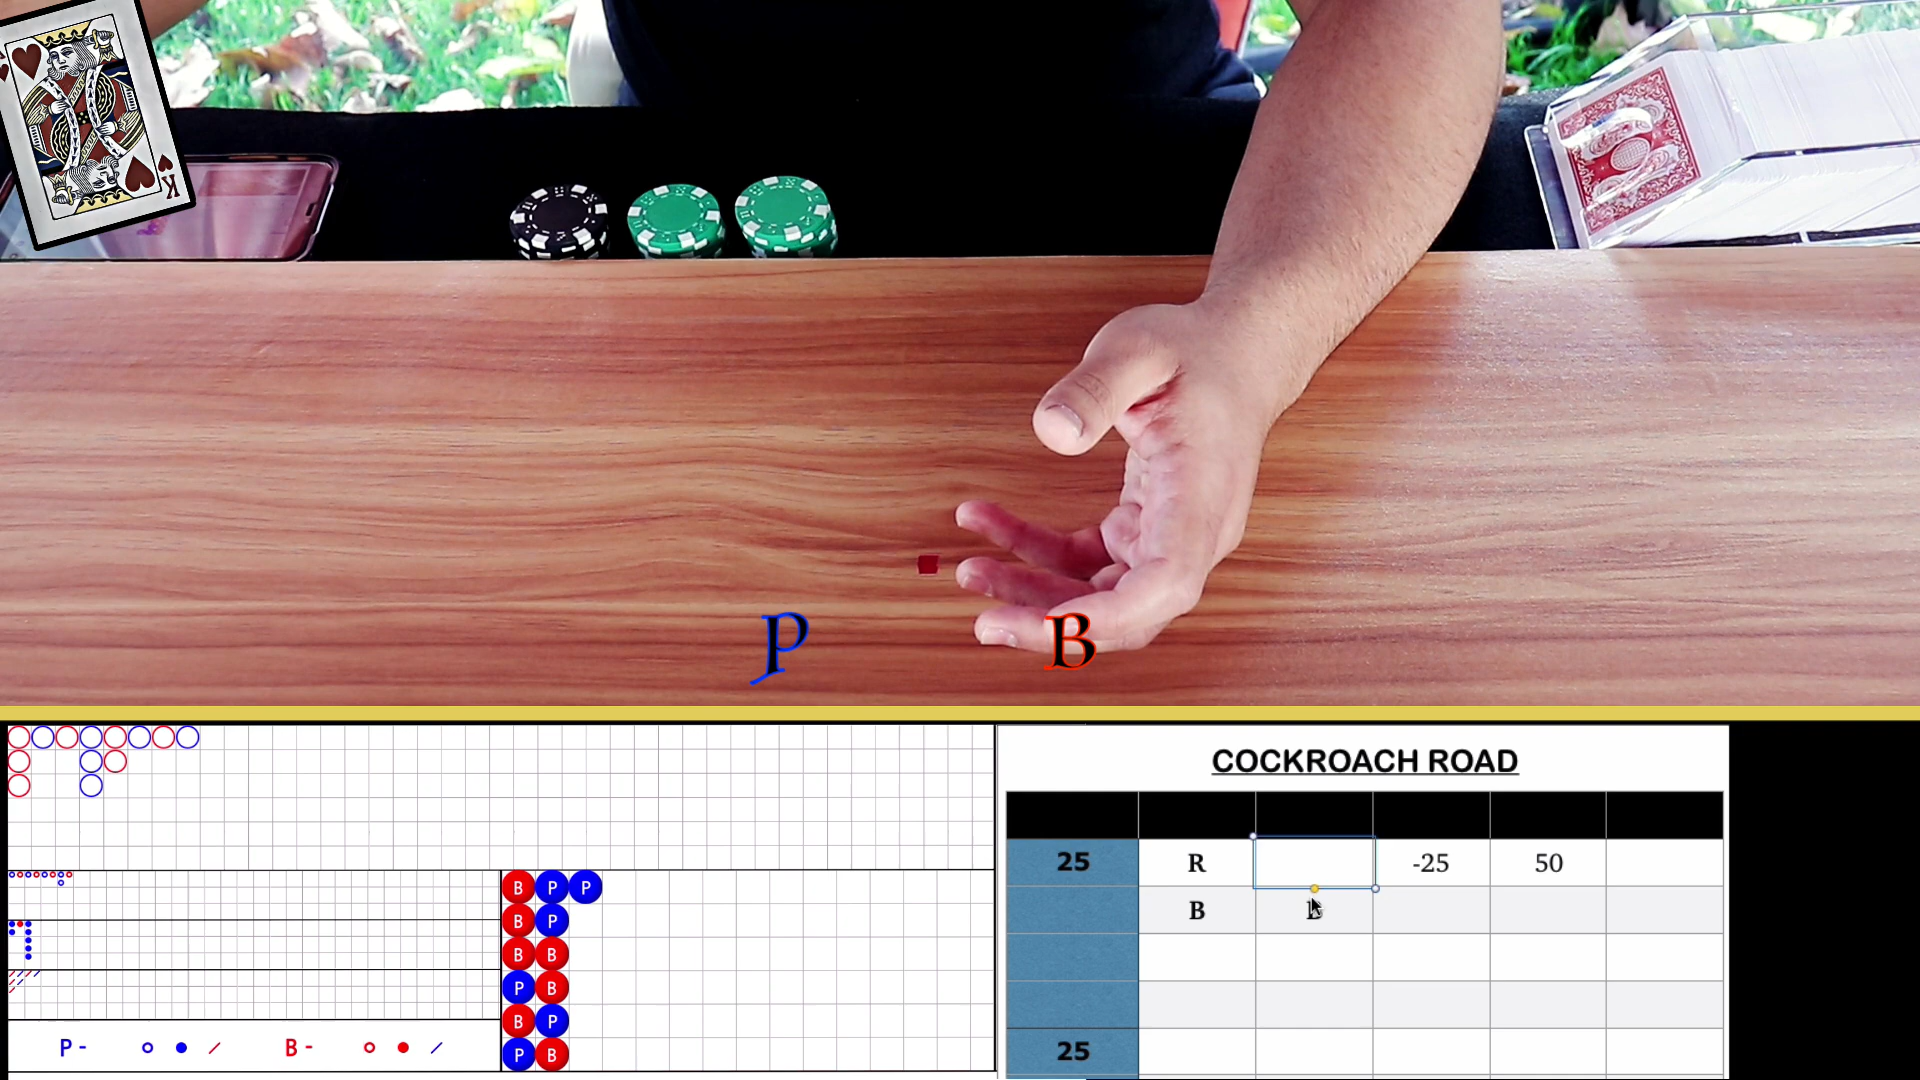 K
P B
COCKROACH ROAD
25 R -25 50
B
25
B P P
B P
B B
P B
B P
P B
P - B -